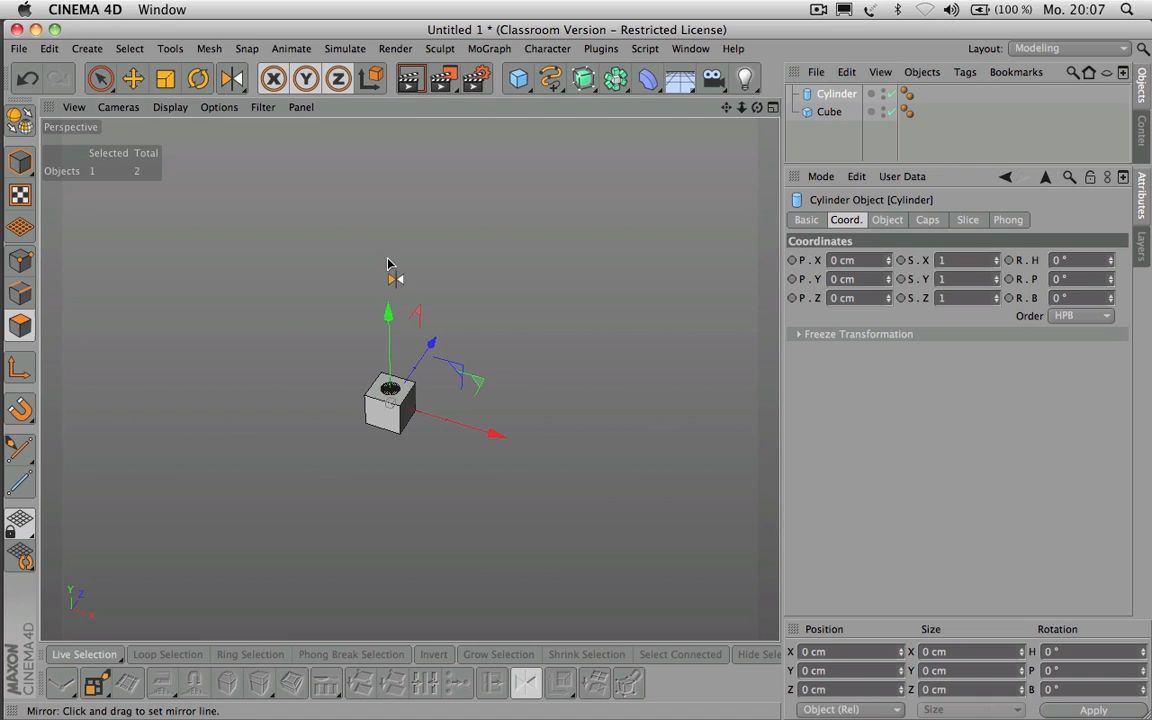 CINEMA 4D Window (100 %) Mo. 20:07
Untitled 1 * (Classroom Version - Restricted License)
File Edit Create Select Tools Mesh Snap Animate Simulate Render Sculpt MoGraph Character Plugins Script Window Help Layout: Modeling
X Y Z File Edit View Objects Tags Bookmarks
View Cameras Display Options Filter Panel
Cylinder
Cube
Perspective
Selected Total
Objects 1 2
Objects
Conter
Mode Edit User Data
Attributes
Layers
Cylinder Object [Cylinder]
Basic Coord. Object Caps Slice Phong
Coordinates
P . X 0 cm S . X 1 R . H 0 °
P . Y 0 cm S . Y 1 R . P 0 °
P . Z 0 cm S . Z 1 R . B 0 °
Order HPB
Freeze Transformation
Y Z X
MAXON CINEMA 4D
Live Selection Loop Selection Ring Selection Phong Break Selection Invert Grow Selection Shrink Selection Select Connected Hide Sele
Position Size Rotation
X 0 cm X 0 cm H 0 °
Y 0 cm Y 0 cm P 0 °
Z 0 cm Z 0 cm B 0 °
Object (Rel) Size Apply
Mirror: Click and drag to set mirror line.